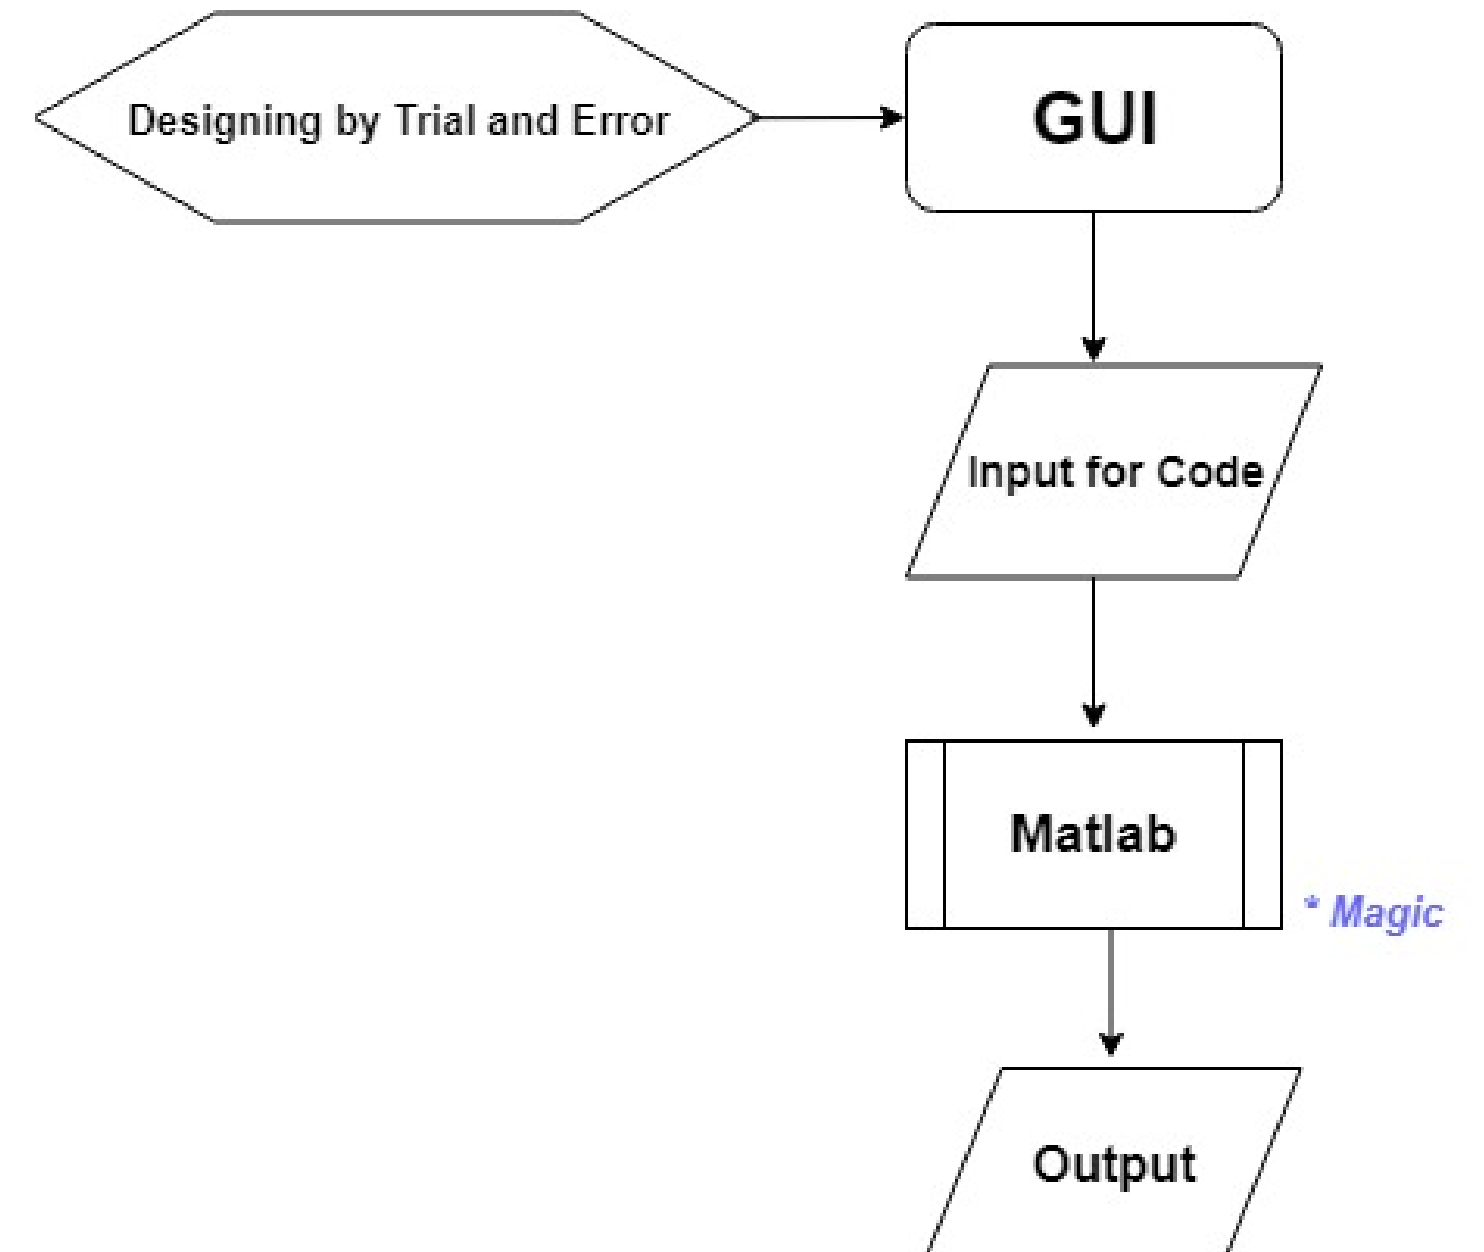 Designing by Trial and Error
GUI
Input for Code
Matlab
* Magic
Output